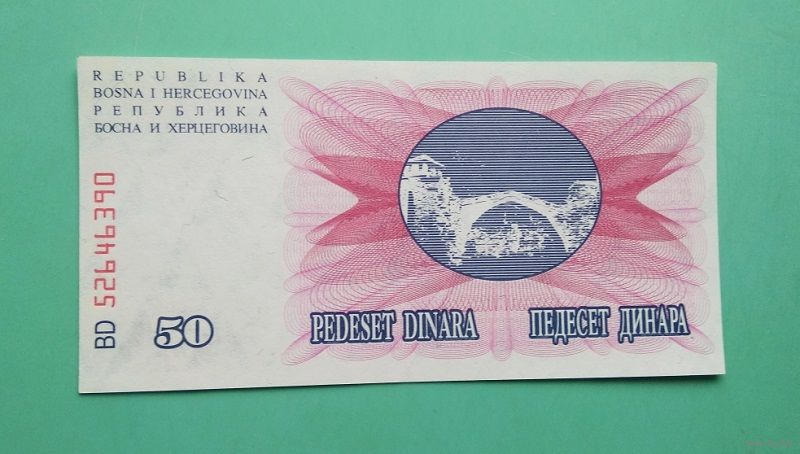 REPUBLIKA
BOSNA I HERCEGOVINA
РЕПУБЛИКА
БОСНА И ХЕРЦЕГОВИНА
BD 52646390
50
PEDESET DINARA
ПЕДЕСЕТ ДИНАРА